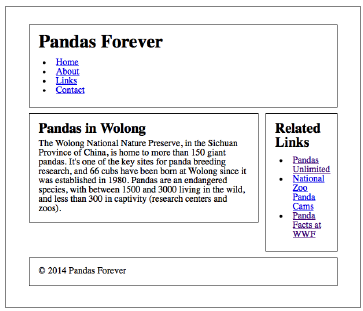 Pandas Forever
Home
About
Links
Contact
Pandas in Wolong
The Wolong National Nature Preserve, in the Sichuan
Province of China, is home to more than 150 giant
pandas. It's one of the key sites for panda breeding
research, and 66 cubs have been born at Wolong since it
was established in 1980. Pandas are an endangered
species, with between 1500 and 3000 living in the wild,
and less than 300 in captivity (research centers and
zoos).
Related
Links
Pandas
Unlimited
National
Zoo
Panda
Cams
Panda
Facts at
WWF
© 2014 Pandas Forever